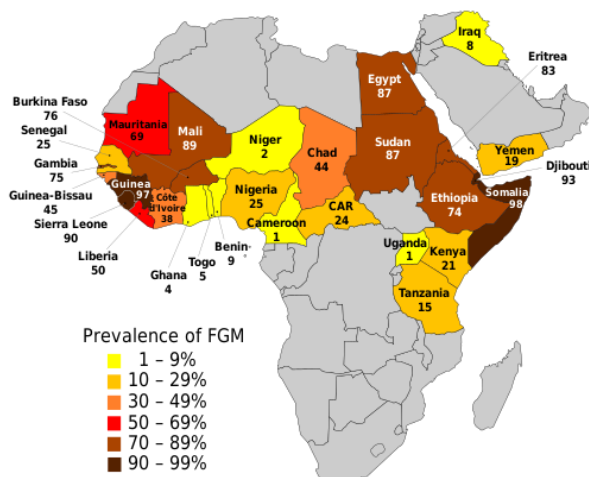 Iraq
8
Eritrea
83
Egypt
87
Burkina Faso
76
Mauritania
69
Mali
89
Niger
2
Chad
44
Sudan
87
Yemen
19
Senegal
25
Djibouti
93
Gambia
75
Guinea
97
Nigeria
25
Ethiopia
74
Somalia
98
Guinea-Bissau
45
Côte
d'Ivoire
38
CAR
24
Cameroon
1
Sierra Leone
90
Uganda
1
Kenya
21
Liberia
50
Benin
9
Togo
5
Ghana
4
Tanzania
15
Prevalence of FGM
1 – 9%
10 – 29%
30 – 49%
50 – 69%
70 – 89%
90 – 99%